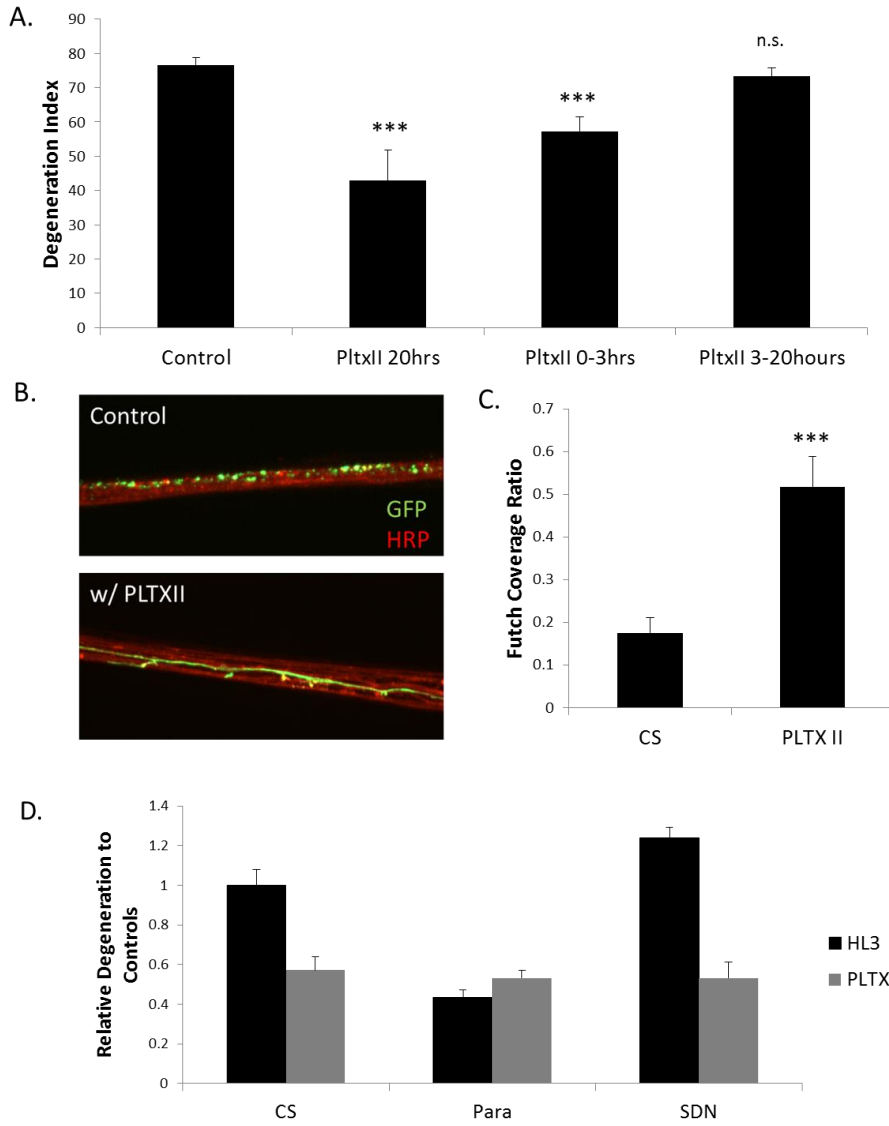 A.
Degeneration Index
90
80
70
60
50
40
30
20
10
0
***
***
n.s.
Control
PltxII 20hrs
PltxII 0-3hrs
PltxII 3-20hours
B.
Control
GFP
HRP
w/ PLTXII
C.
Futch Coverage Ratio
0.7
0.6
0.5
0.4
0.3
0.2
0.1
0
***
CS
PLTX II
D.
Relative Degeneration to
Controls
1.4
1.2
1
0.8
0.6
0.4
0.2
0
CS
Para
SDN
HL3
PLTX